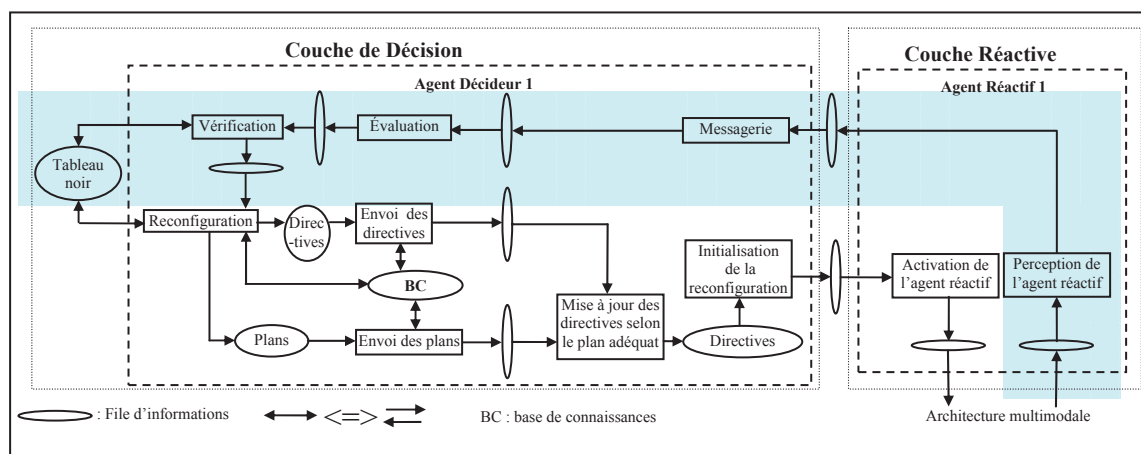 Couche de Décision
Couche Réactive
Agent Décideur 1
Agent Réactif 1
Vérification
Évaluation
Messagerie
Tableau
noir
Reconfiguration
Direc
-tives
Envoi des
directives
BC
Plans
Envoi des plans
Mise à jour des
directives selon
le plan adéquat
Initialisation
de la
reconfiguration
Directives
Activation de
l'agent réactif
Perception de
l'agent réactif
: File d'informations
<=>
BC : base de connaissances
Architecture multimodale